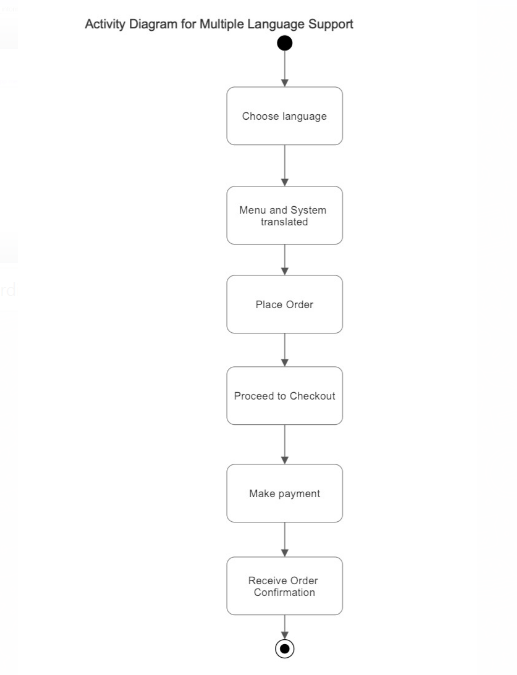 Activity Diagram for Multiple Language Support
Choose language
Menu and System
translated
Place Order
Proceed to Checkout
Make payment
Receive Order
Confirmation